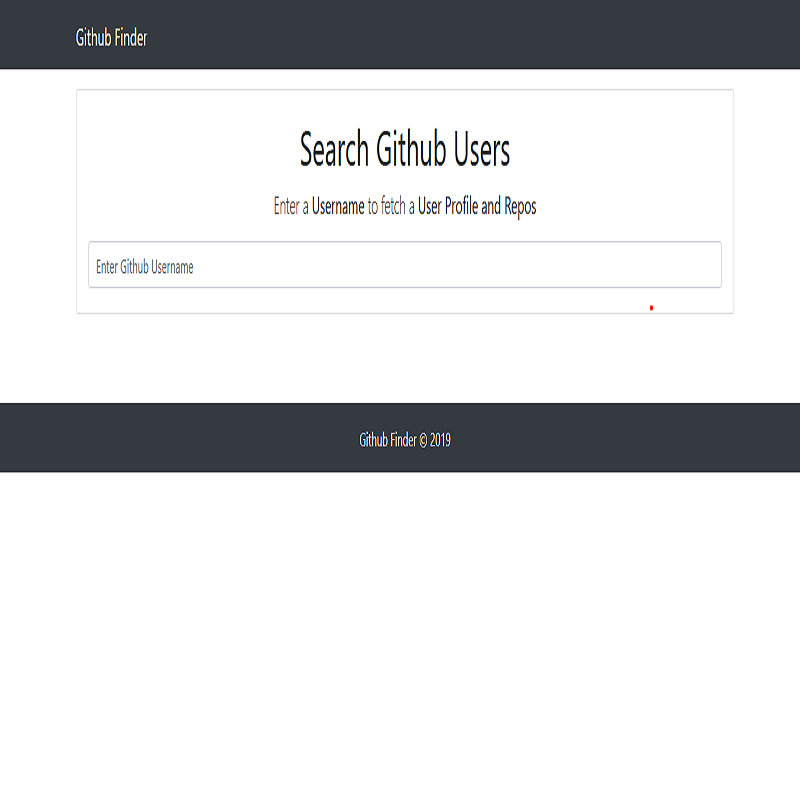 Github Finder
Search Github Users
Enter a Username to fetch a User Profile and Repos
Enter Github Username
Github Finder © 2019